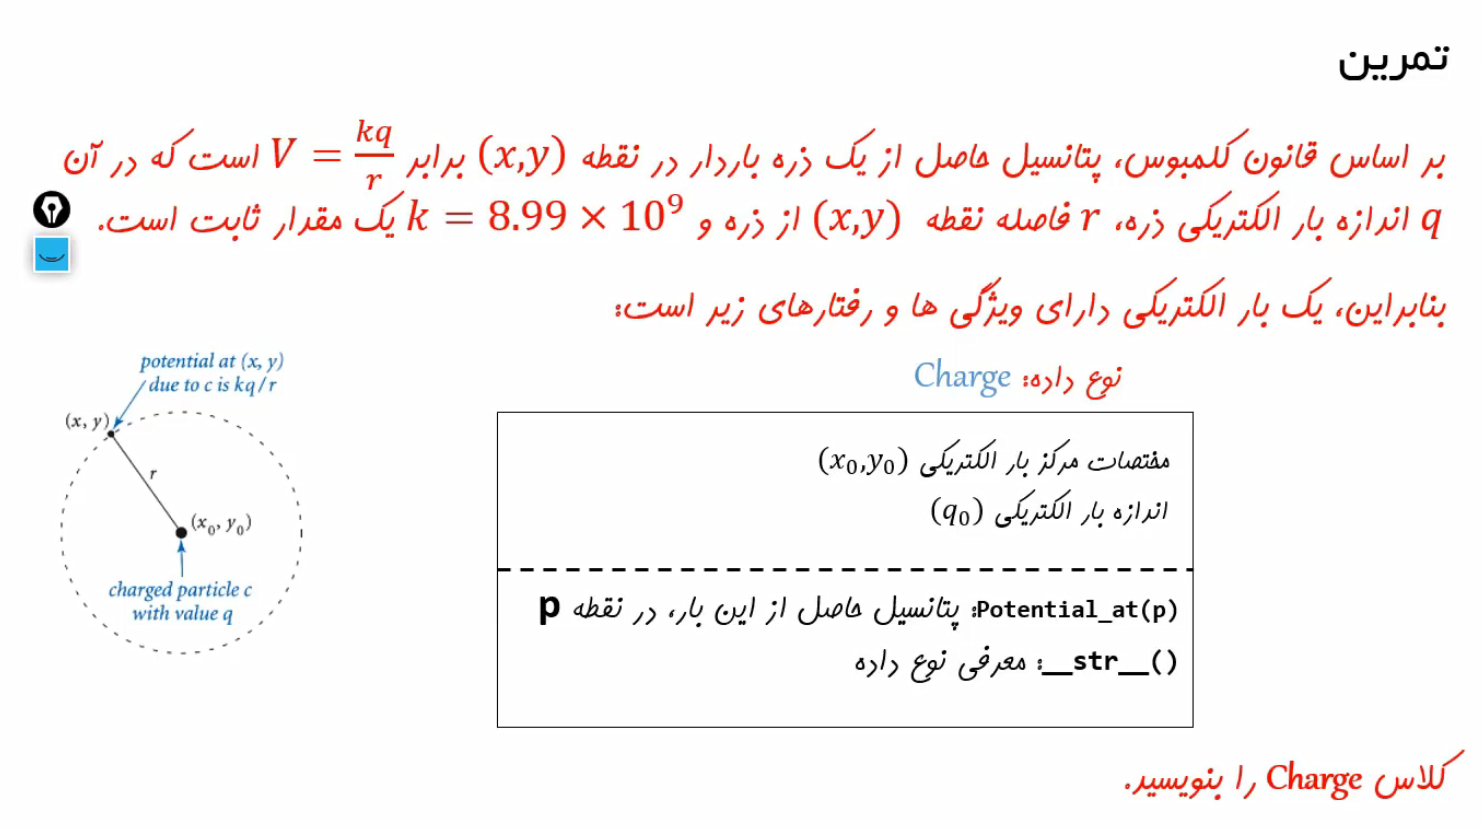 تمرین
بر اساس قانون کلمبوس، پتانسیل حاصل از یک ذره باردار در نقطه (x,y) برابر V = kq/r است که در آن
q اندازه بار الکتریکی ذره، r فاصله نقطه (x,y) از ذره و k = 8.99 × 10⁹ یک مقدار ثابت است.
بنابراین، یک بار الکتریکی دارای ویژگی ها و رفتارهای زیر است:
نوع داده: Charge
مختصات مرکز بار الکتریکی (x₀,y₀)
اندازه بار الکتریکی (q₀)
Potential_at(p): پتانسیل حاصل از این بار، در نقطه p
__str__(): معرفی نوع داده
potential at (x, y)
due to c is kq/r
(x, y)
r
(x₀, y₀)
charged particle c
with value q
کلاس Charge را بنویسید.